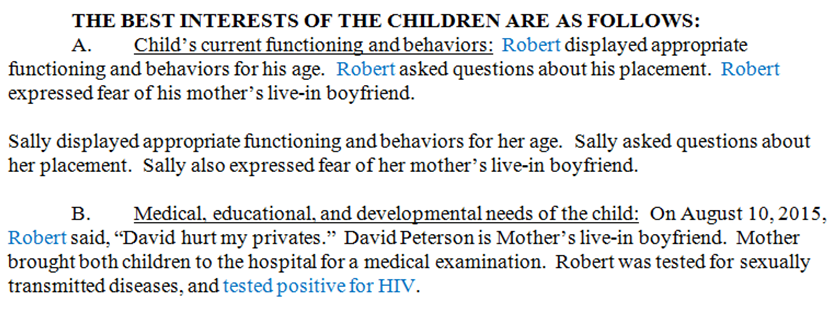 THE BEST INTERESTS OF THE CHILDREN ARE AS FOLLOWS:
A. Child’s current functioning and behaviors: Robert displayed appropriate
functioning and behaviors for his age. Robert asked questions about his placement. Robert
expressed fear of his mother’s live-in boyfriend.
Sally displayed appropriate functioning and behaviors for her age. Sally asked questions about
her placement. Sally also expressed fear of her mother’s live-in boyfriend.
B. Medical, educational, and developmental needs of the child: On August 10, 2015,
Robert said, “David hurt my privates.” David Peterson is Mother’s live-in boyfriend. Mother
brought both children to the hospital for a medical examination. Robert was tested for sexually
transmitted diseases, and tested positive for HIV.